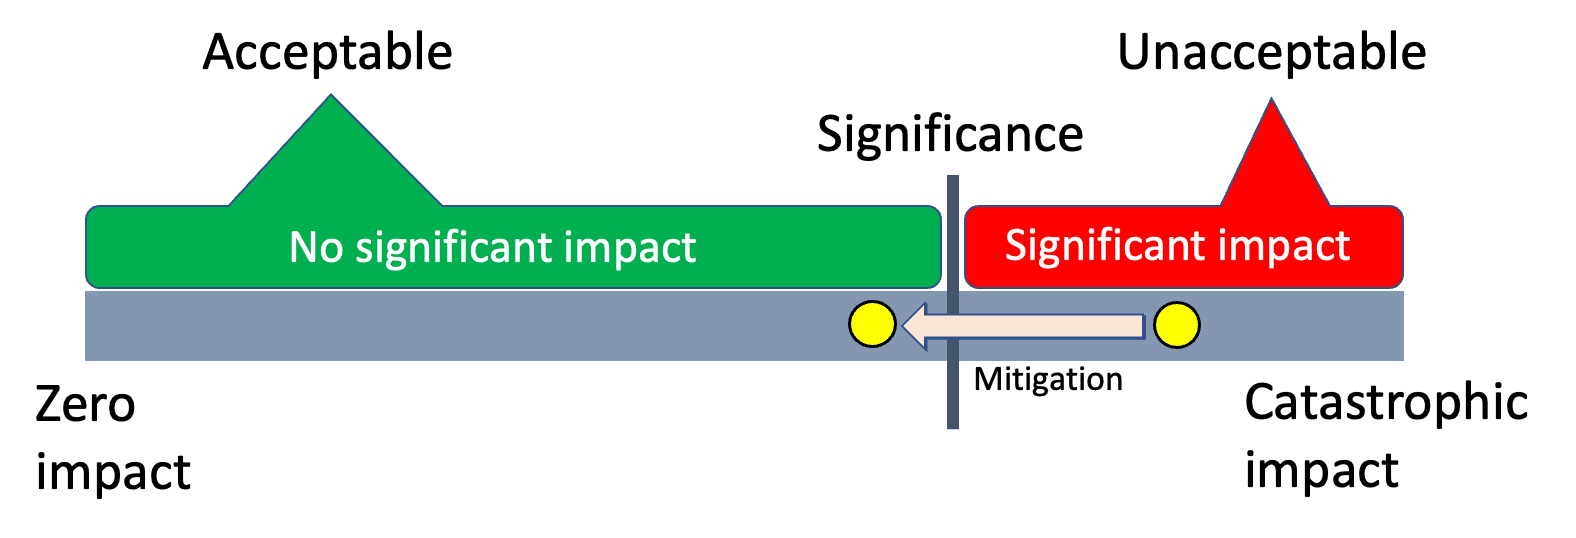 Acceptable
Unacceptable
Significance
No significant impact
Significant impact
Mitigation
Zero
impact
Catastrophic
impact